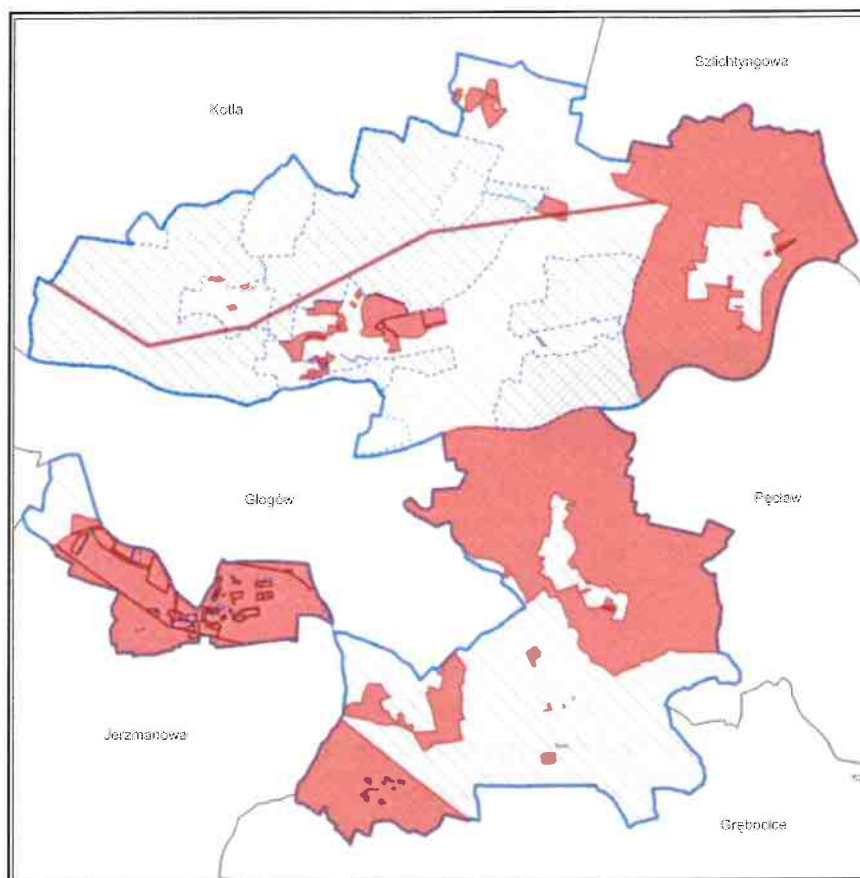 Szlichtyngowa
Kotla
Głogów
Pęcław
Jerzmanowa
Grębocice